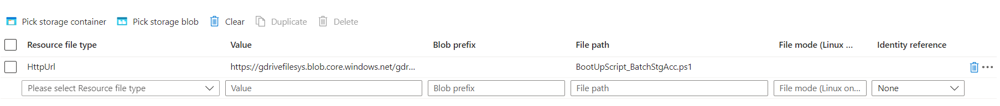 Pick storage container Pick storage blob Clear Duplicate Delete
Resource file type Value Blob prefix File path File mode (Linux ... Identity reference
HttpUrl https://gdrivefilesys.blob.core.windows.net/gdr... BootUpScript_BatchStgAcc.ps1
Please select Resource file type Value Blob prefix File path File mode (Linux on... None